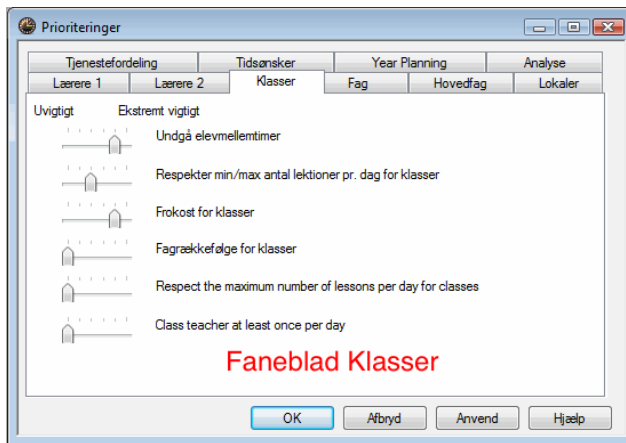 Prioriteringer
Tjenestefordeling Tidsønsker Year Planning Analyse
Lærere 1 Lærere 2 Klasser Fag Hovedfag Lokaler
Uvigtigt Ekstremt vigtigt
Undgå elevmellemtimer
Respekter min/max antal lektioner pr. dag for klasser
Frokost for klasser
Fagrækkefølge for klasser
Respect the maximum number of lessons per day for classes
Class teacher at least once per day
Faneblad Klasser
OK Afbryd Anvend Hjælp